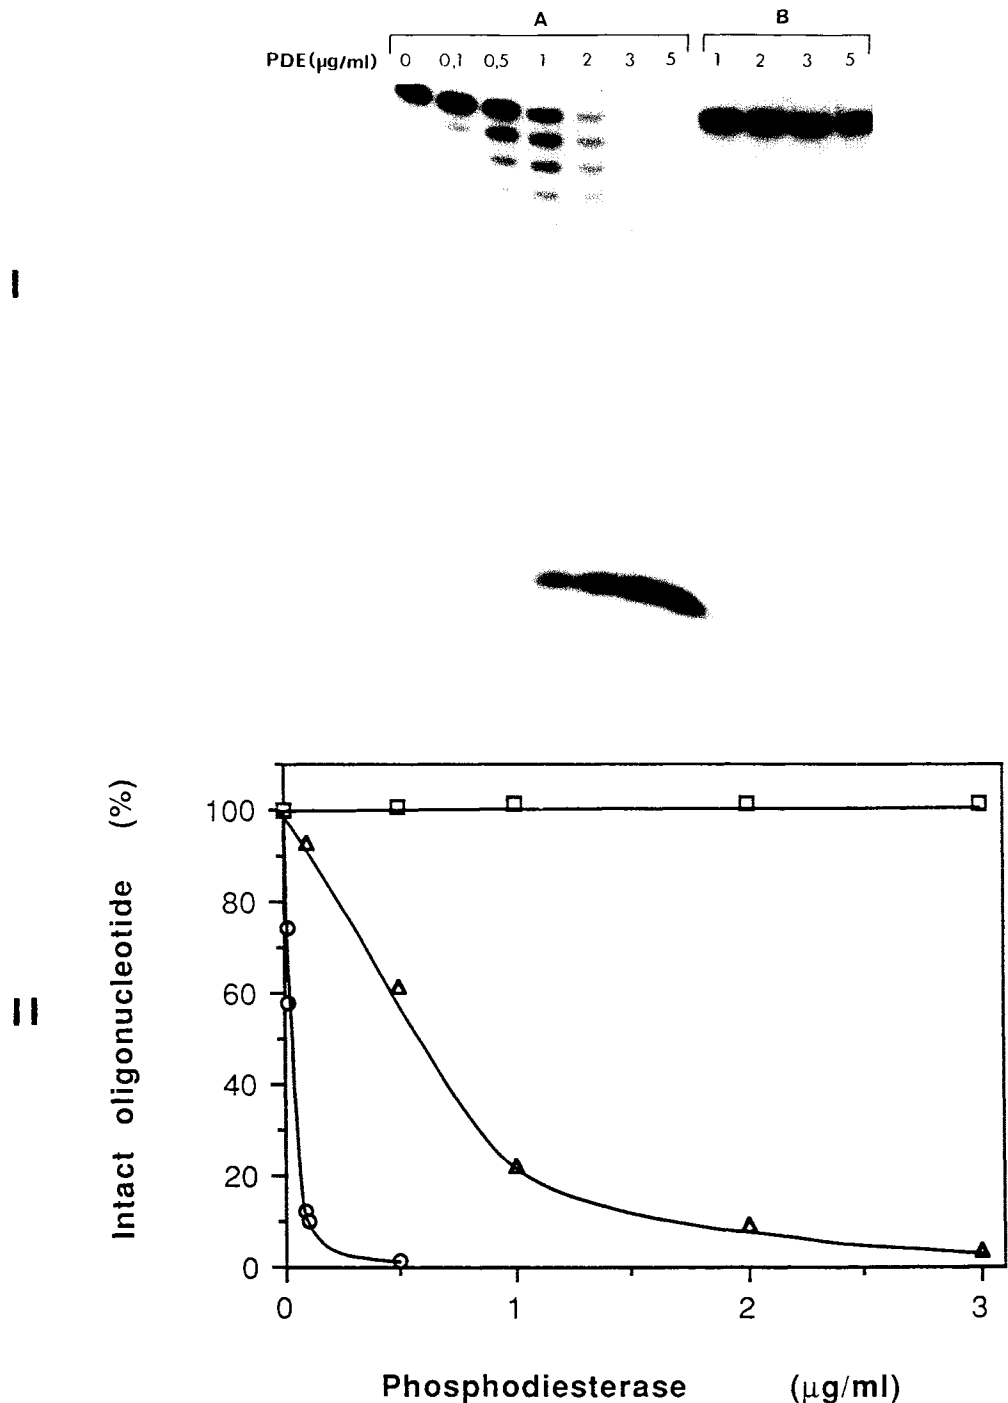 A B
PDE(µg/ml) 0 0,1 0,5 1 2 3 5 1 2 3 5
I
II
Intact oligonucleotide (%)
100
80
60
40
20
0
0 1 2 3
Phosphodiesterase (µg/ml)